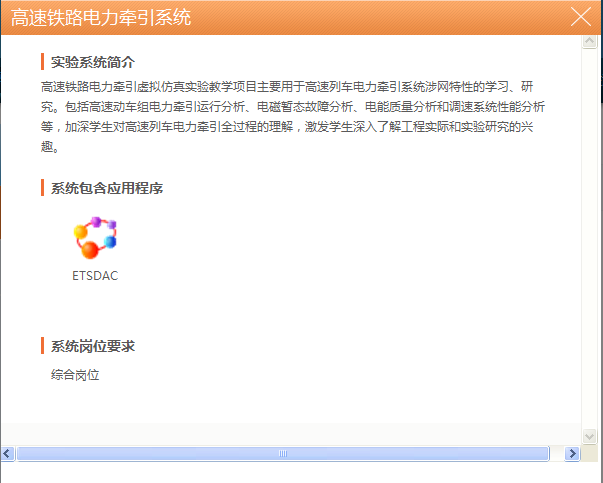 高速铁路电力牵引系统
实验系统简介
高速铁路电力牵引虚拟仿真实验教学项目主要用于高速列车电力牵引系统涉网特性的学习、研
究。包括高速动车组电力牵引运行分析、电磁暂态故障分析、电能质量分析和调速系统性能分析
等，加深学生对高速列车电力牵引全过程的理解，激发学生深入了解工程实际和实验研究的兴
趣。
系统包含应用程序
ETSDAC
系统岗位要求
综合岗位